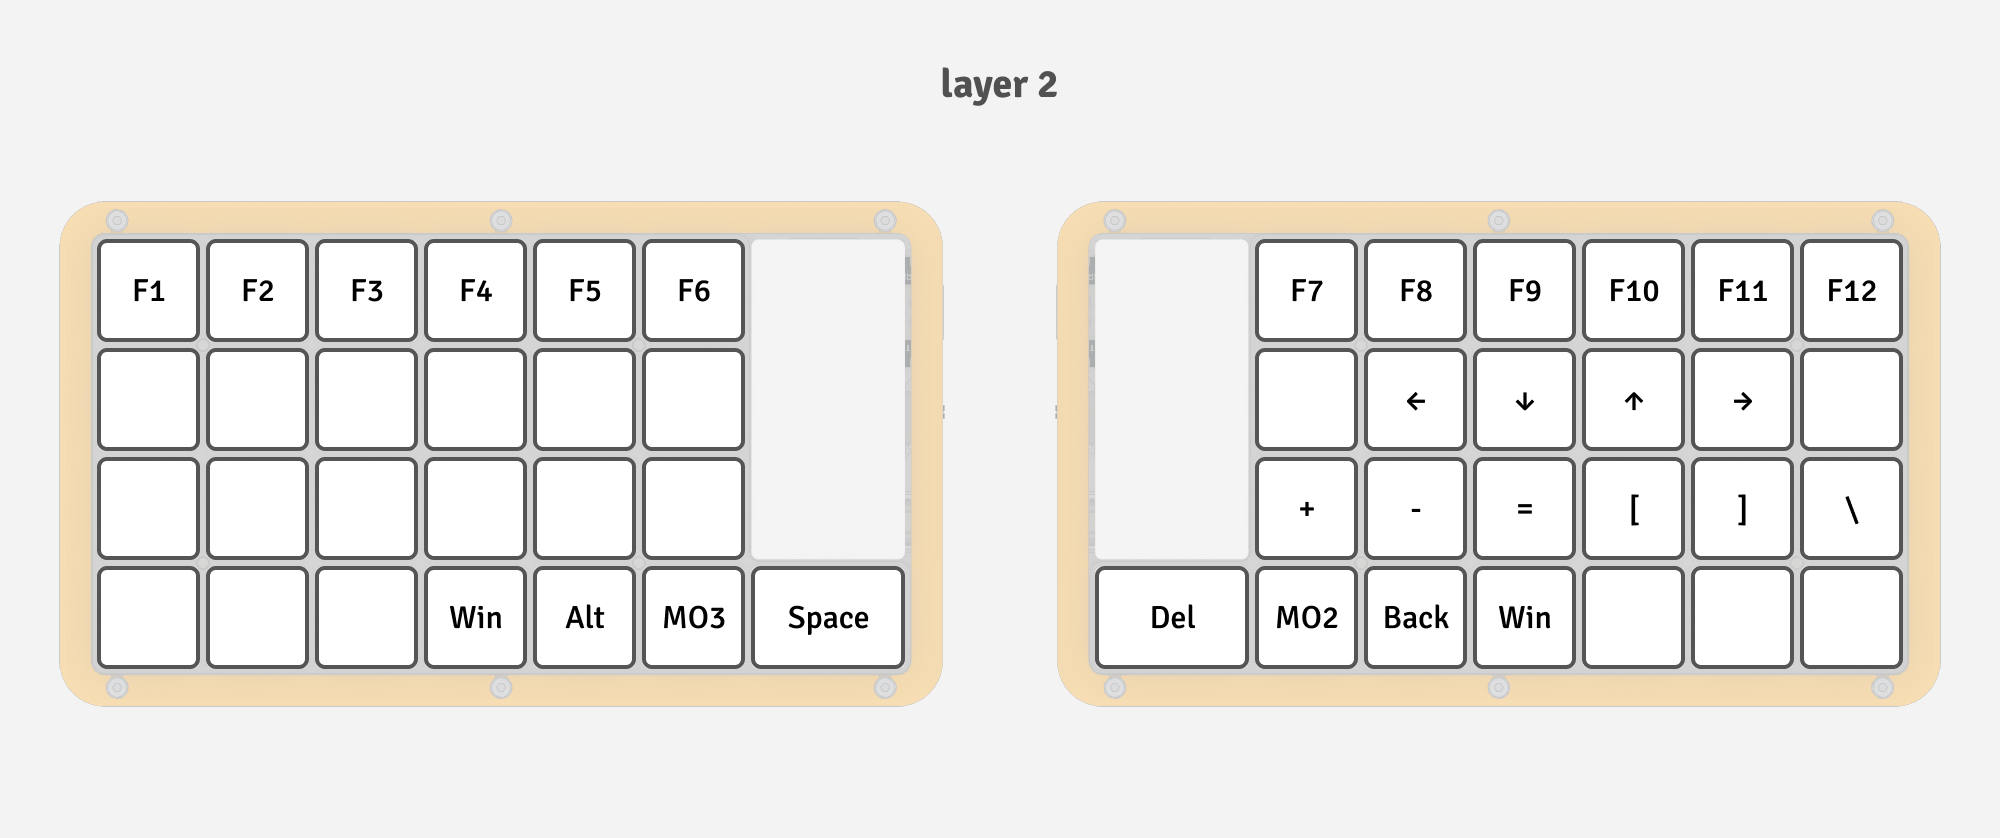 layer 2
F1 F2 F3 F4 F5 F6 F7 F8 F9 F10 F11 F12
← ↓ ↑ →
+ - = [ ] \
Win Alt MO3 Space Del MO2 Back Win